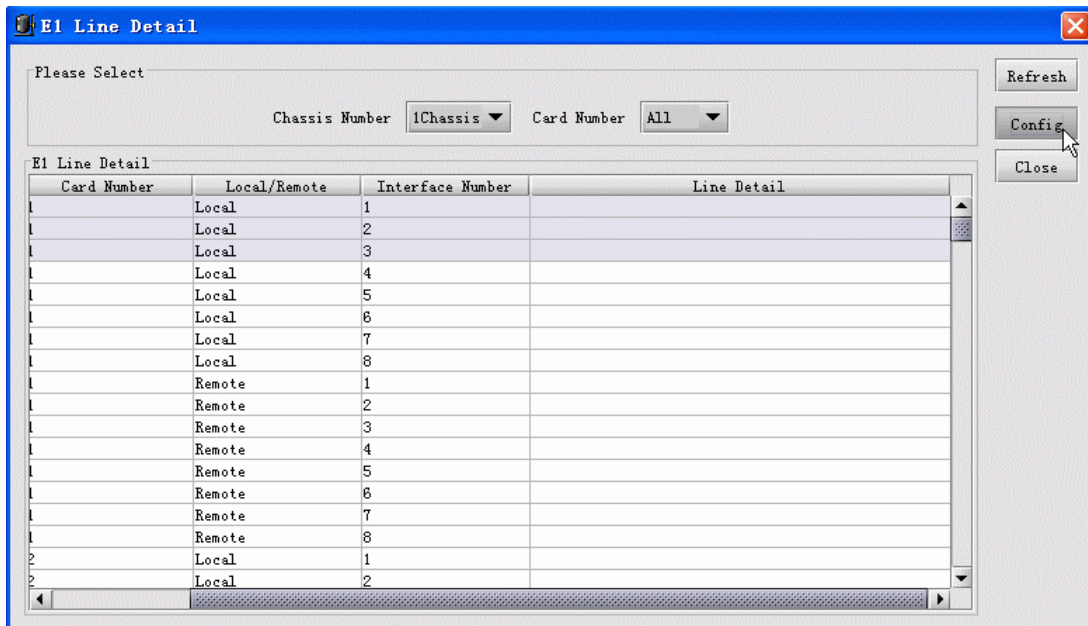 E1 Line Detail
Please Select
Chassis Number 1Chassis Card Number All
Refresh
Config
Close
E1 Line Detail
Card Number Local/Remote Interface Number Line Detail
1 Local 1
1 Local 2
1 Local 3
1 Local 4
1 Local 5
1 Local 6
1 Local 7
1 Local 8
1 Remote 1
1 Remote 2
1 Remote 3
1 Remote 4
1 Remote 5
1 Remote 6
1 Remote 7
1 Remote 8
2 Local 1
2 Local 2